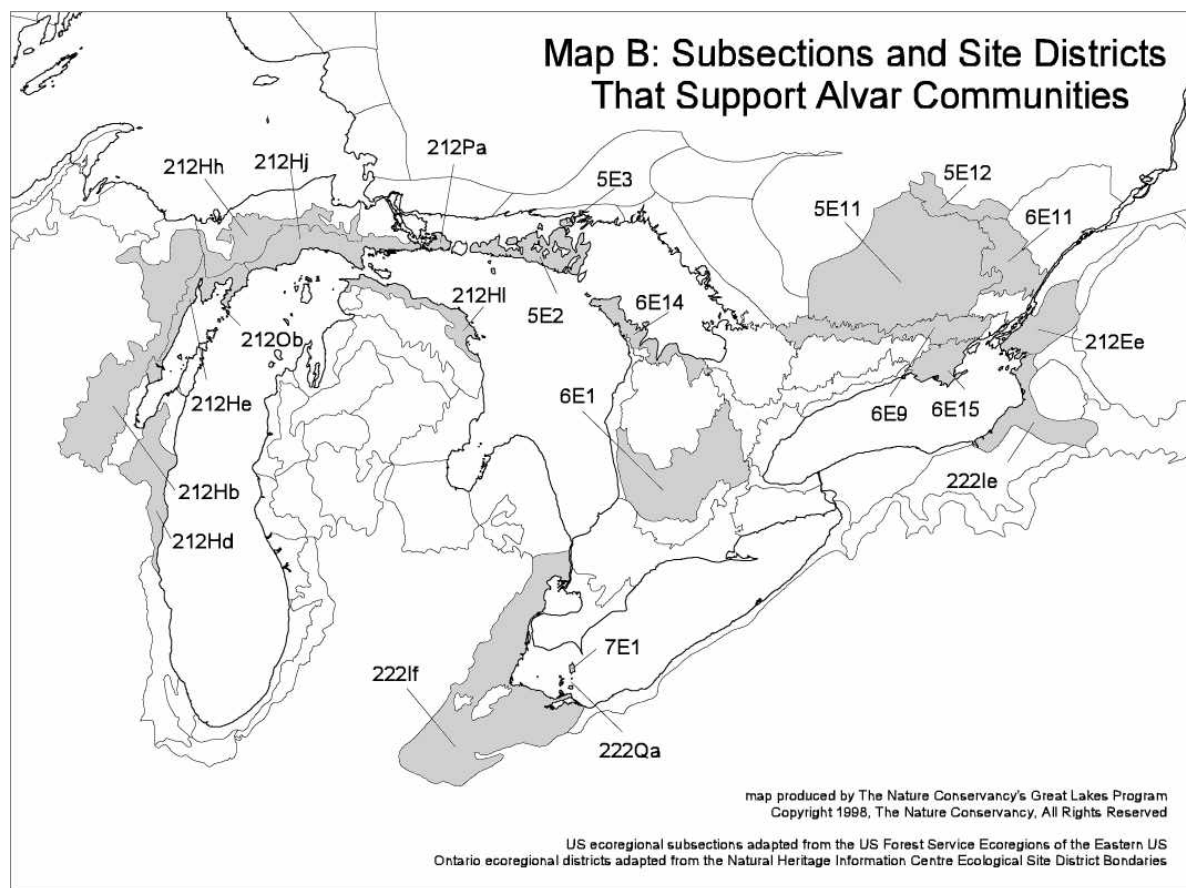 Map B: Subsections and Site Districts
That Support Alvar Communities
212Pa
212Hh
212Hj
5E3
5E12
5E11
6E11
212Hl
5E2
6E14
212Ob
212Ee
212He
6E1
6E9
6E15
212Hb
222Ie
212Hd
7E1
222If
222Qa
map produced by The Nature Conservancy's Great Lakes Program
Copyright 1998, The Nature Conservancy, All Rights Reserved
US ecoregional subsections adapted from the US Forest Service Ecoregions of the Eastern US
Ontario ecoregional districts adapted from the Natural Heritage Information Centre Ecological Site District Bondaries